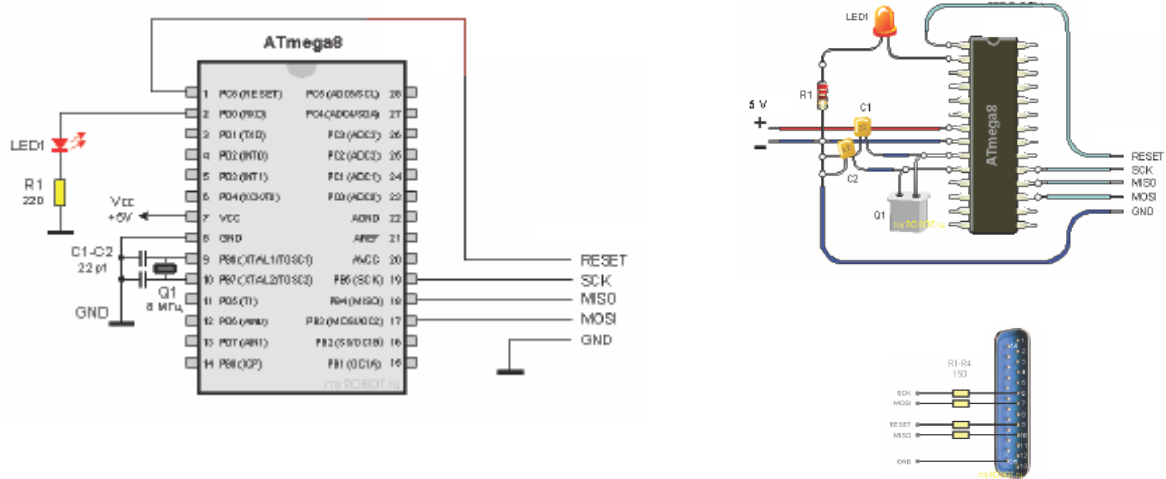 ATmega8
1 PC6 (RESET) PC5 (ADC5/SCL) 28
2 PD0 (RXD) PC4 (ADC4/SDA) 27
3 PD1 (TXD) PC3 (ADC3) 26
4 PD2 (INT0) PC2 (ADC2) 25
5 PD3 (INT1) PC1 (ADC1) 24
6 PD4 (XCK/T0) PC0 (ADC0) 23
7 VCC AGND 22
8 GND AREF 21
9 PB6 (XTAL1/TOSC1) AVCC 20
10 PB7 (XTAL2/TOSC2) PB5 (SCK) 19
11 PD5 (T1) PB4 (MISO) 18
12 PD6 (AIN0) PB3 (MOSI/OC2) 17
13 PD7 (AIN1) PB2 (SS/OC1B) 16
14 PB0 (ICP) PB1 (OC1A) 15
myROBOT.ru
LED1
R1
220
Vcc
+5V
C1-C2
22 pf
Q1
8 МГц
GND
RESET
SCK
MISO
MOSI
GND
LED1
R1
C1
5 V
+
−
C2
Q1
ATmega8
myROBOT.ru
RESET
SCK
MISO
MOSI
GND
R1-R4
150
SCK
MOSI
RESET
MISO
GND
myROBOT.ru